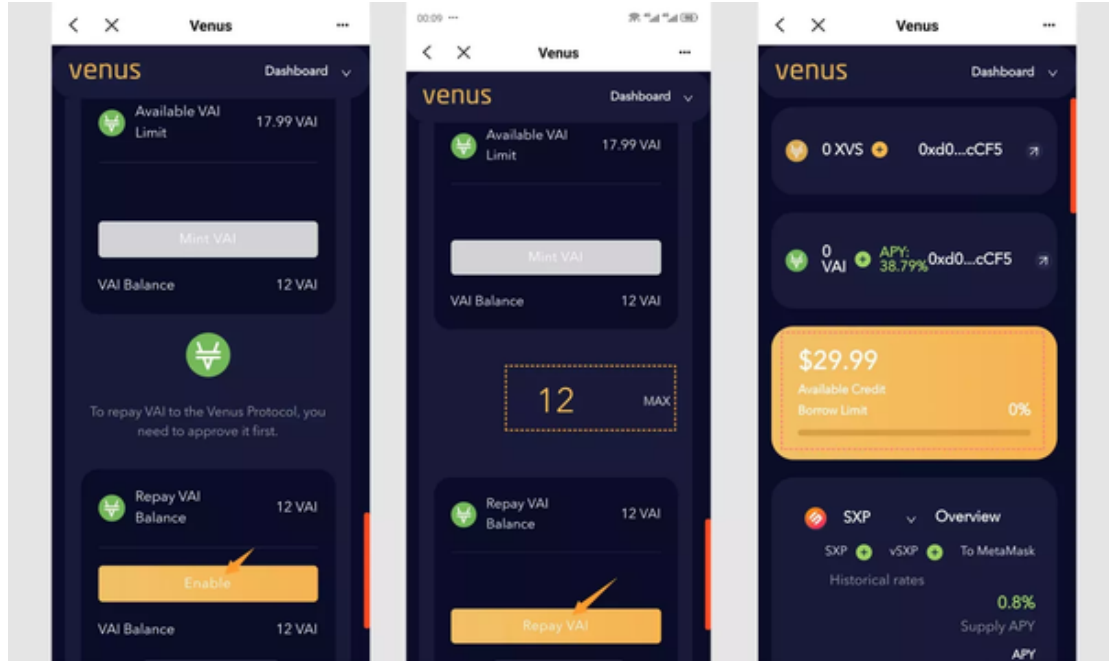 Venus
venus
Dashboard
Available VAI
Limit
17.99 VAI
Mint VAI
VAI Balance
12 VAI
To repay VAI to the Venus Protocol, you
need to approve it first.
Repay VAI
Balance
12 VAI
Enable
VAI Balance
12 VAI
00:09
Venus
venus
Dashboard
Available VAI
Limit
17.99 VAI
Mint VAI
VAI Balance
12 VAI
12
MAX
Repay VAI
Balance
12 VAI
Repay VAI
Venus
venus
Dashboard
0 XVS
0xd0...cCF5
0
VAI
APY:
38.79%
0xd0...cCF5
$29.99
Available Credit
Borrow Limit
0%
SXP
Overview
SXP
vSXP
To MetaMask
Historical rates
0.8%
Supply APY
APY